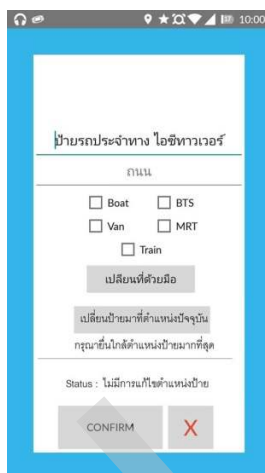 10:00
ป้ายรถประจำทาง ไอซีทาวเวอร์
ถนน
Boat BTS
Van MRT
Train
เปลี่ยนที่ด้วยมือ
เปลี่ยนป้ายมาที่ตำแหน่งปัจจุบัน
กรุณายื่นใกล้ตำแหน่งป้ายมากที่สุด
Status : ไม่มีการแก้ไขตำแหน่งป้าย
CONFIRM X